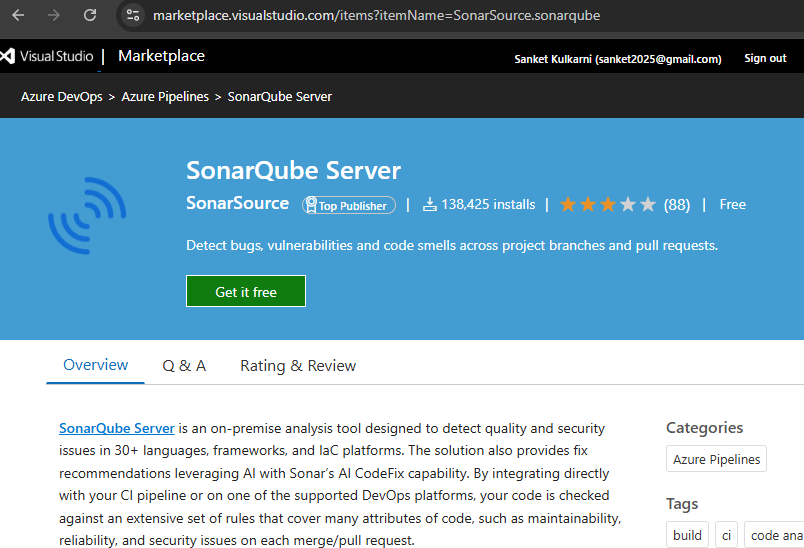 marketplace.visualstudio.com/items?itemName=SonarSource.sonarqube
Visual Studio | Marketplace
Sanket Kulkarni (sanket2025@gmail.com) Sign out
Azure DevOps > Azure Pipelines > SonarQube Server
SonarQube Server
SonarSource Top Publisher | 138,425 installs | (88) | Free
Detect bugs, vulnerabilities and code smells across project branches and pull requests.
Get it free
Overview Q & A Rating & Review
SonarQube Server is an on-premise analysis tool designed to detect quality and security
issues in 30+ languages, frameworks, and IaC platforms. The solution also provides fix
recommendations leveraging AI with Sonar's AI CodeFix capability. By integrating directly
with your CI pipeline or on one of the supported DevOps platforms, your code is checked
against an extensive set of rules that cover many attributes of code, such as maintainability,
reliability, and security issues on each merge/pull request.
Categories
Azure Pipelines
Tags
build ci code ana